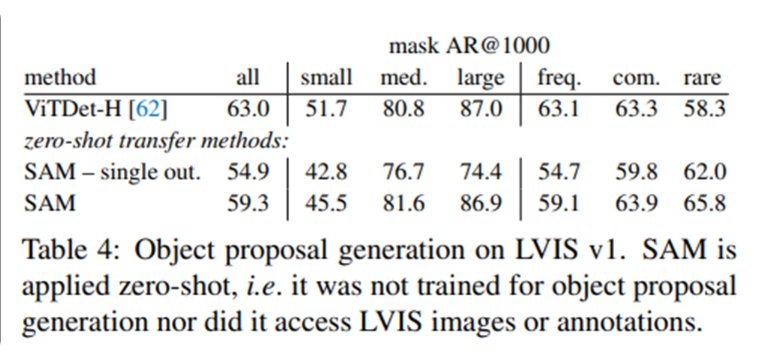 mask AR@1000
method all small med. large freq. com. rare
ViTDet-H [62] 63.0 51.7 80.8 87.0 63.1 63.3 58.3
zero-shot transfer methods:
SAM – single out. 54.9 42.8 76.7 74.4 54.7 59.8 62.0
SAM 59.3 45.5 81.6 86.9 59.1 63.9 65.8
Table 4: Object proposal generation on LVIS v1. SAM is
applied zero-shot, i.e. it was not trained for object proposal
generation nor did it access LVIS images or annotations.